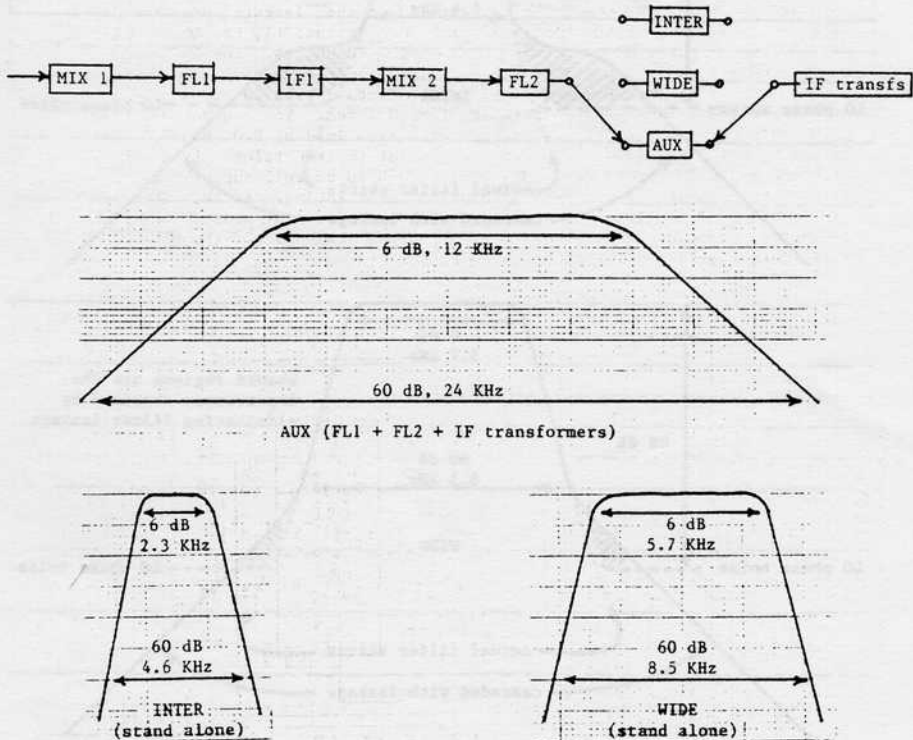 INTER
MIX 1 FL1 IF1 MIX 2 FL2 WIDE IF transfs
AUX
6 dB, 12 KHz
60 dB, 24 KHz
AUX (FL1 + FL2 + IF transformers)
6 dB
2.3 KHz
60 dB
4.6 KHz
INTER
(stand alone)
6 dB
5.7 KHz
60 dB
8.5 KHz
WIDE
(stand alone)